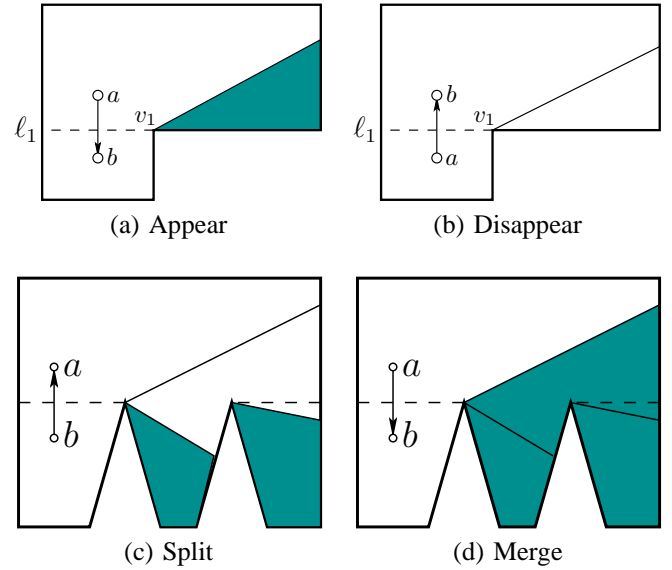 a
v₁
ℓ₁
b
(a) Appear
b
v₁
ℓ₁
a
(b) Disappear
a
b
(c) Split
a
b
(d) Merge